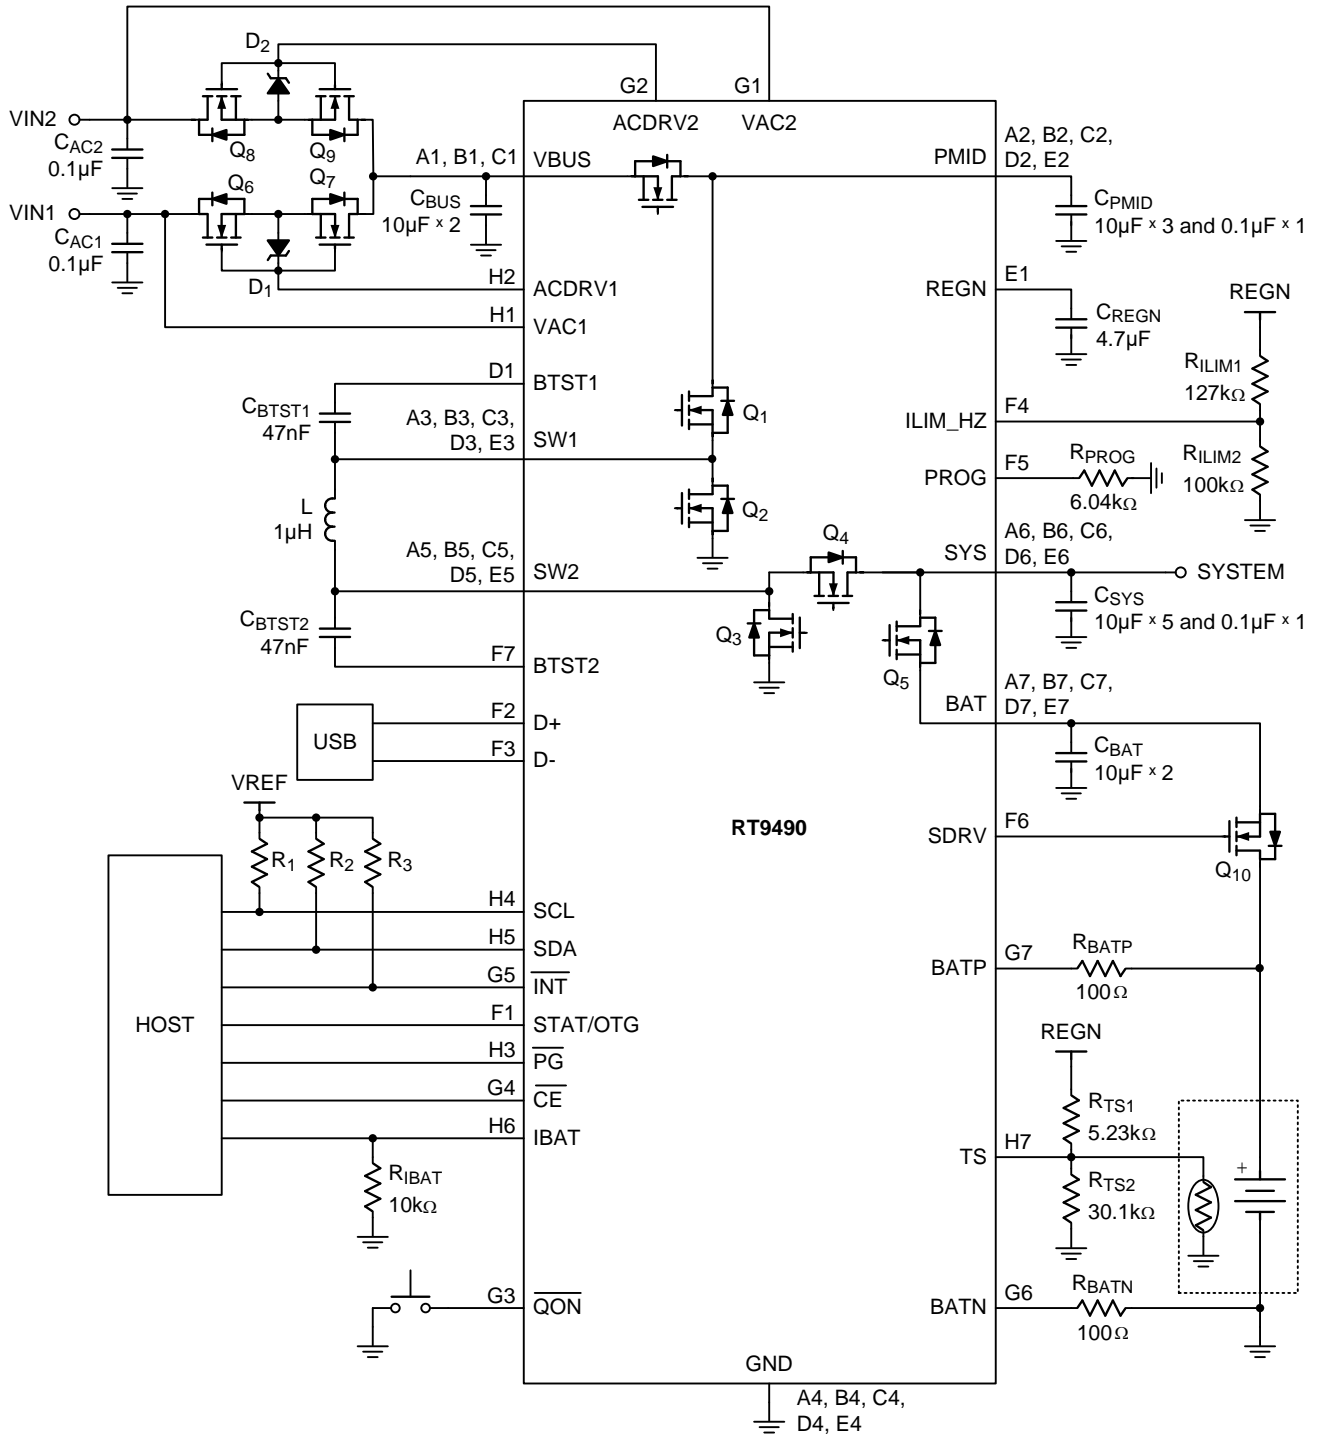 D2
G2
G1
VIN2
ACDRV2
VAC2
CAC2
0.1µF
Q8
Q9
A1, B1, C1
VBUS
PMID
A2, B2, C2,
D2, E2
Q6
Q7
VIN1
CAC1
0.1µF
CBUS
10µF x 2
CPMID
10µF x 3 and 0.1µF x 1
D1
H2
ACDRV1
REGN
E1
REGN
H1
VAC1
CREGN
4.7µF
RILIM1
127kΩ
D1
BTST1
CBTST1
47nF
A3, B3, C3,
D3, E3
SW1
Q1
ILIM_HZ
F4
PROG
F5
RPROG
6.04kΩ
RILIM2
100kΩ
L
1µH
Q2
A5, B5, C5,
D5, E5
SW2
Q4
SYS
A6, B6, C6,
D6, E6
SYSTEM
CSYS
10µF x 5 and 0.1µF x 1
CBTST2
47nF
Q3
Q5
F7
BTST2
BAT
A7, B7, C7,
D7, E7
USB
F2
D+
F3
D-
CBAT
10µF x 2
VREF
RT9490
SDRV
F6
Q10
R1
R2
R3
H4
SCL
H5
SDA
BATP
G7
RBATP
100Ω
G5
INT
HOST
F1
STAT/OTG
REGN
H3
PG
G4
CE
RTS1
5.23kΩ
H6
IBAT
TS
H7
+
RIBAT
10kΩ
RTS2
30.1kΩ
G3
QON
BATN
G6
RBATN
100Ω
GND
A4, B4, C4,
D4, E4